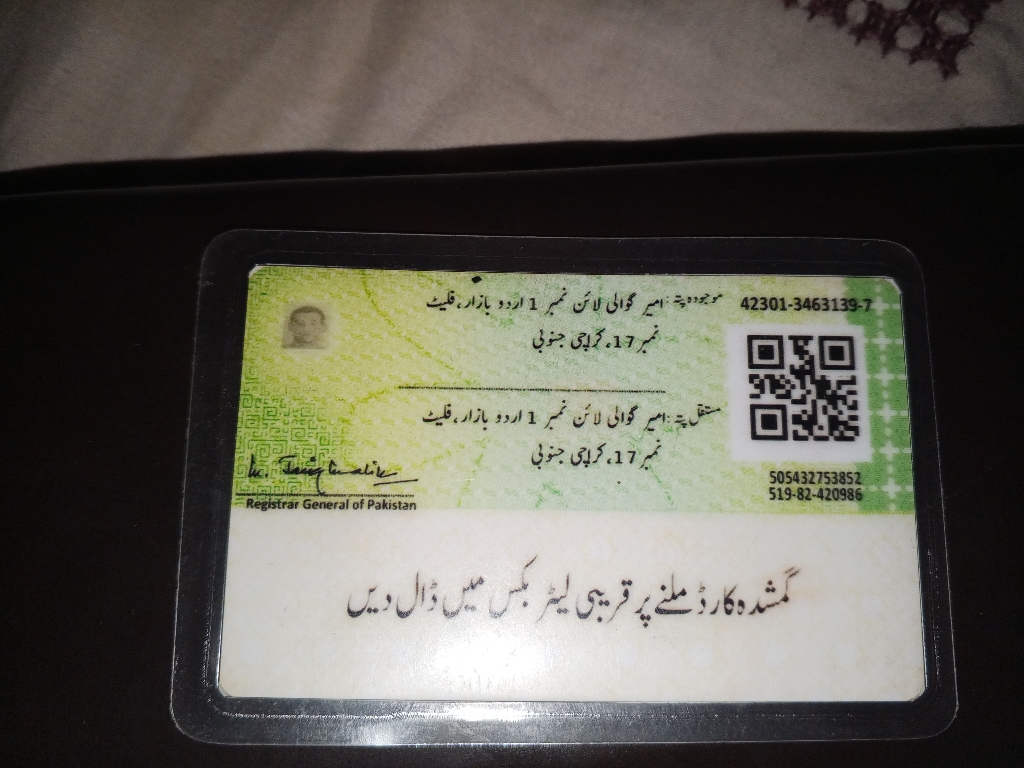 موجودہ پتہ: امیر گوالی لائن نمبر 1 اردو بازار، فلیٹ
نمبر 17، کراچی جنوبی
42301-3463139-7
مستقل پتہ: امیر گوالی لائن نمبر 1 اردو بازار، فلیٹ
نمبر 17، کراچی جنوبی
505432753852
519-82-420986
Registrar General of Pakistan
گمشدہ کارڈ ملنے پر قریبی لیٹر بکس میں ڈال دیں